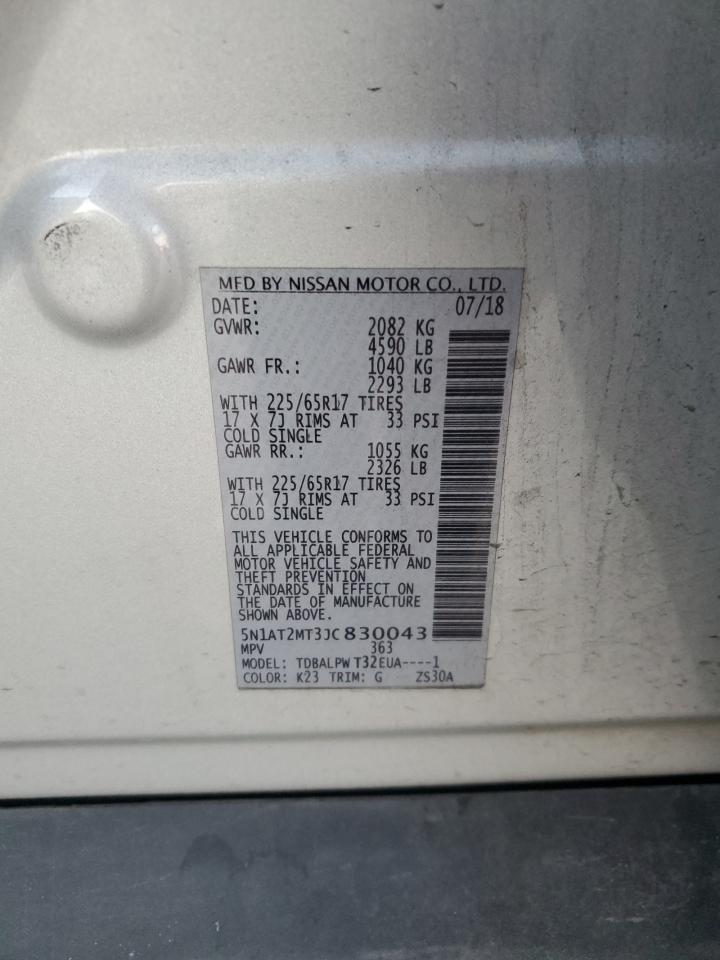 MFD BY NISSAN MOTOR CO., LTD.
DATE: 07/18
GVWR: 2082 KG
4590 LB
GAWR FR.: 1040 KG
2293 LB
WITH 225/65R17 TIRES
17 X 7J RIMS AT 33 PSI
COLD SINGLE
GAWR RR.: 1055 KG
2326 LB
WITH 225/65R17 TIRES
17 X 7J RIMS AT 33 PSI
COLD SINGLE
THIS VEHICLE CONFORMS TO
ALL APPLICABLE FEDERAL
MOTOR VEHICLE SAFETY AND
THEFT PREVENTION
STANDARDS IN EFFECT ON
THE DATE OF MANUFACTURE
SHOWN ABOVE.
5N1AT2MT3JC830043
MPV 363
MODEL: TDBALPW T32EUA----1
COLOR: K23 TRIM: G ZS30A